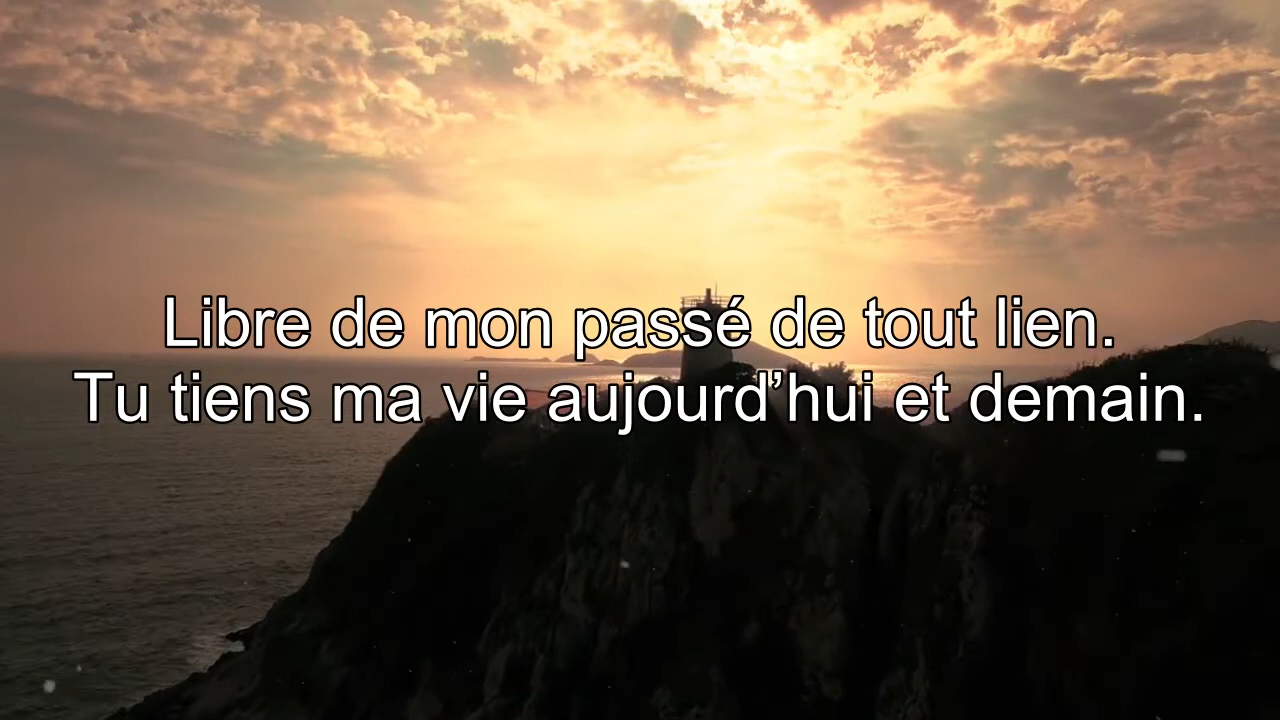 Libre de mon passé de tout lien.
Tu tiens ma vie aujourd’hui et demain.